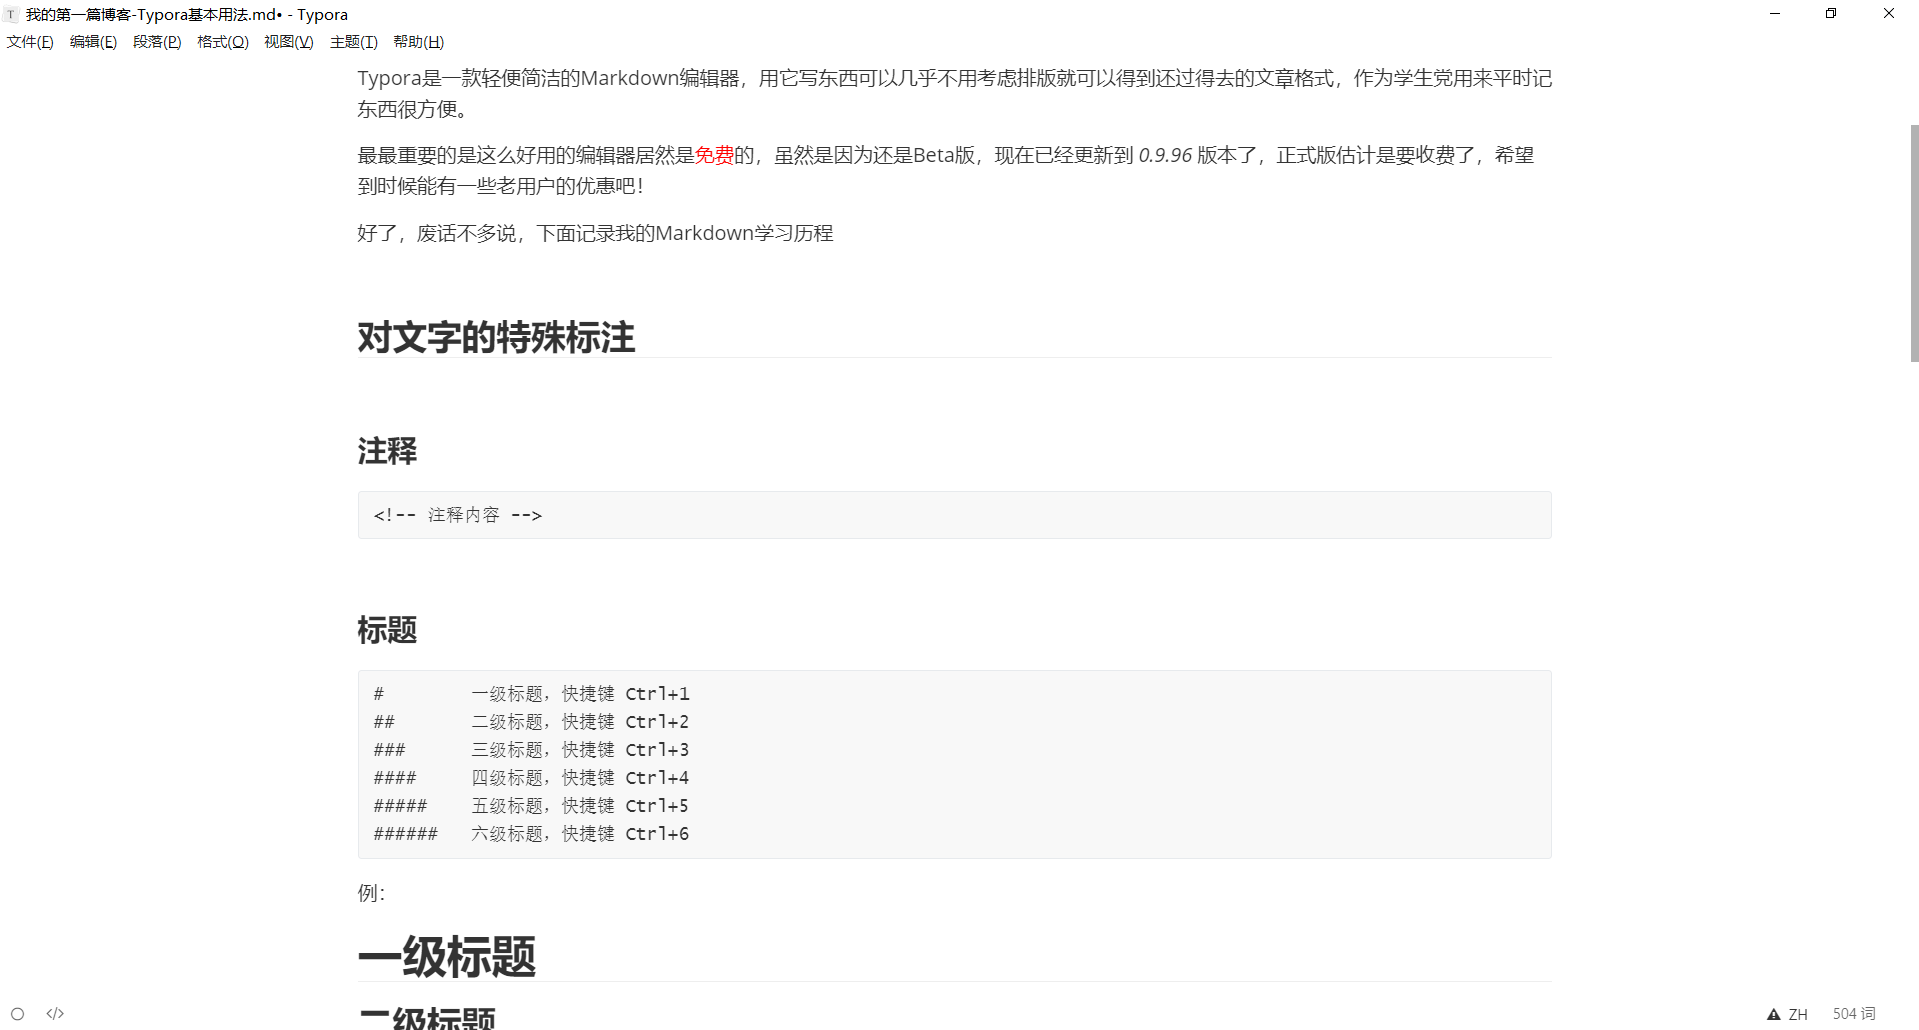 我的第一篇博客-Typora基本用法.md• - Typora
文件(F) 编辑(E) 段落(P) 格式(O) 视图(V) 主题(T) 帮助(H)
Typora是一款轻便简洁的Markdown编辑器，用它写东西可以几乎不用考虑排版就可以得到还过得去的文章格式，作为学生党用来平时记
东西很方便。
最最重要的是这么好用的编辑器居然是免费的，虽然是因为还是Beta版，现在已经更新到 0.9.96 版本了，正式版估计是要收费了，希望
到时候能有一些老用户的优惠吧！
好了，废话不多说，下面记录我的Markdown学习历程
对文字的特殊标注
注释
<!-- 注释内容 -->
标题
# 一级标题，快捷键 Ctrl+1
## 二级标题，快捷键 Ctrl+2
### 三级标题，快捷键 Ctrl+3
#### 四级标题，快捷键 Ctrl+4
##### 五级标题，快捷键 Ctrl+5
###### 六级标题，快捷键 Ctrl+6
例：
一级标题
二级标题
</> ZH 504 词